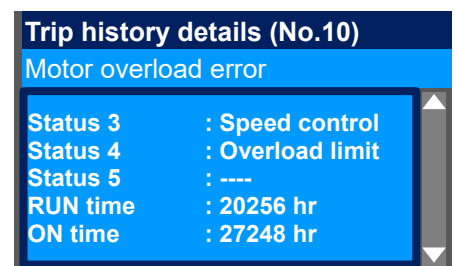 Trip history details (No.10)
Motor overload error
Status 3 : Speed control
Status 4 : Overload limit
Status 5 : ----
RUN time : 20256 hr
ON time : 27248 hr